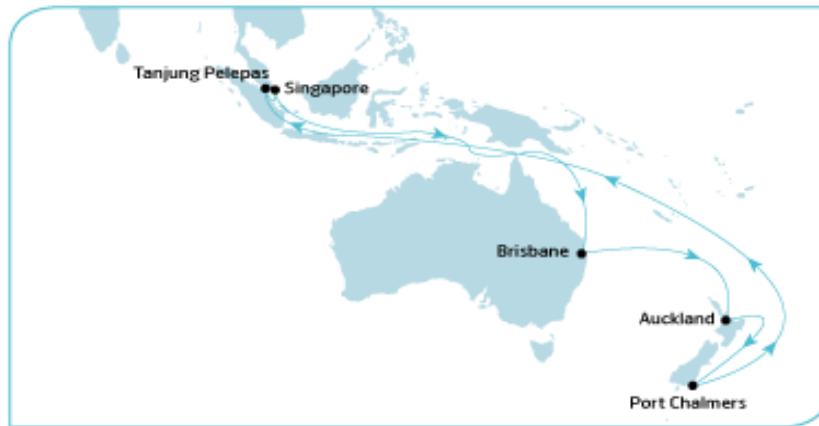 Tanjung Pelepas
Singapore
Brisbane
Auckland
Port Chalmers